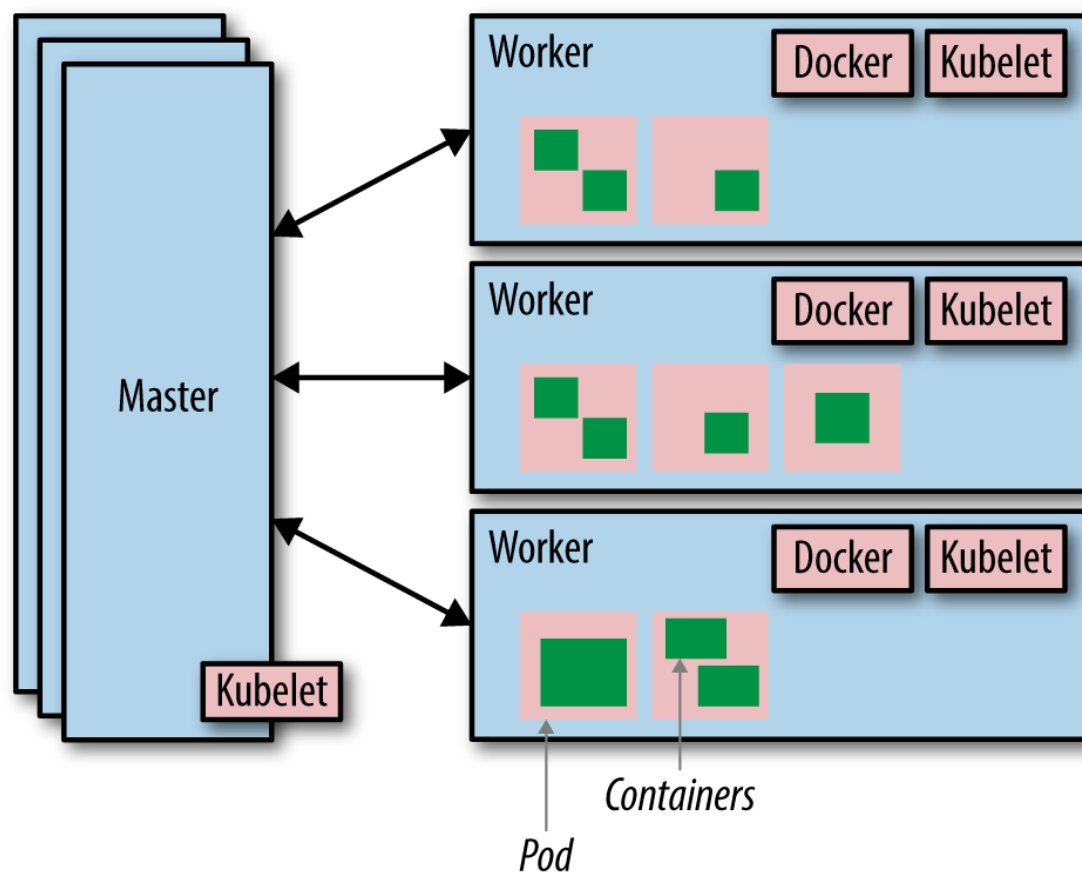 Worker
Docker
Kubelet
Worker
Docker
Kubelet
Master
Worker
Docker
Kubelet
Kubelet
Containers
Pod